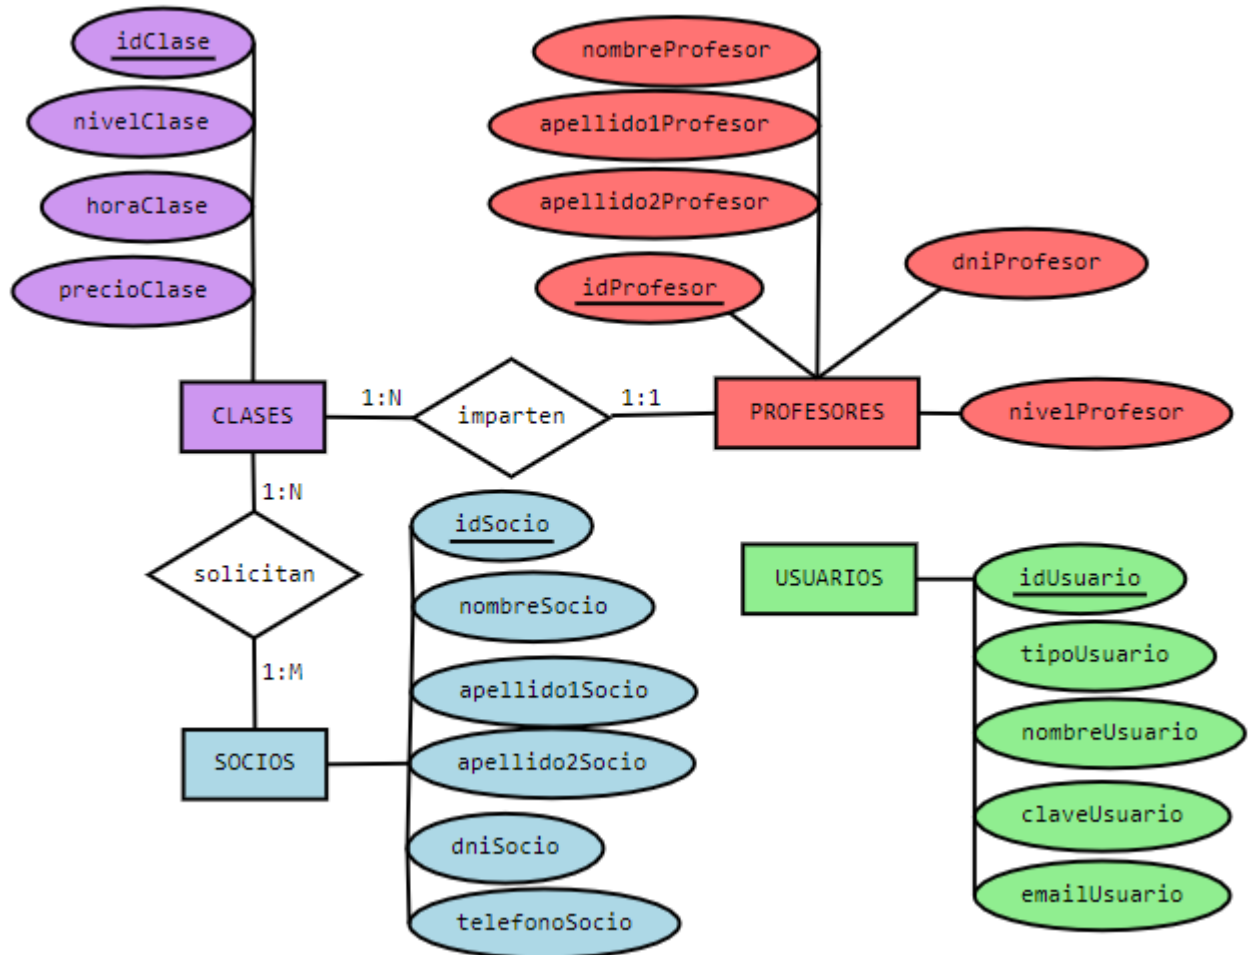 idClase
nivelClase
horaClase
precioClase
nombreProfesor
apellido1Profesor
apellido2Profesor
idProfesor
dniProfesor
nivelProfesor
CLASES
1:N
imparten
1:1
PROFESORES
1:N
solicitan
1:M
SOCIOS
idSocio
nombreSocio
apellido1Socio
apellido2Socio
dniSocio
telefonoSocio
USUARIOS
idUsuario
tipoUsuario
nombreUsuario
claveUsuario
emailUsuario